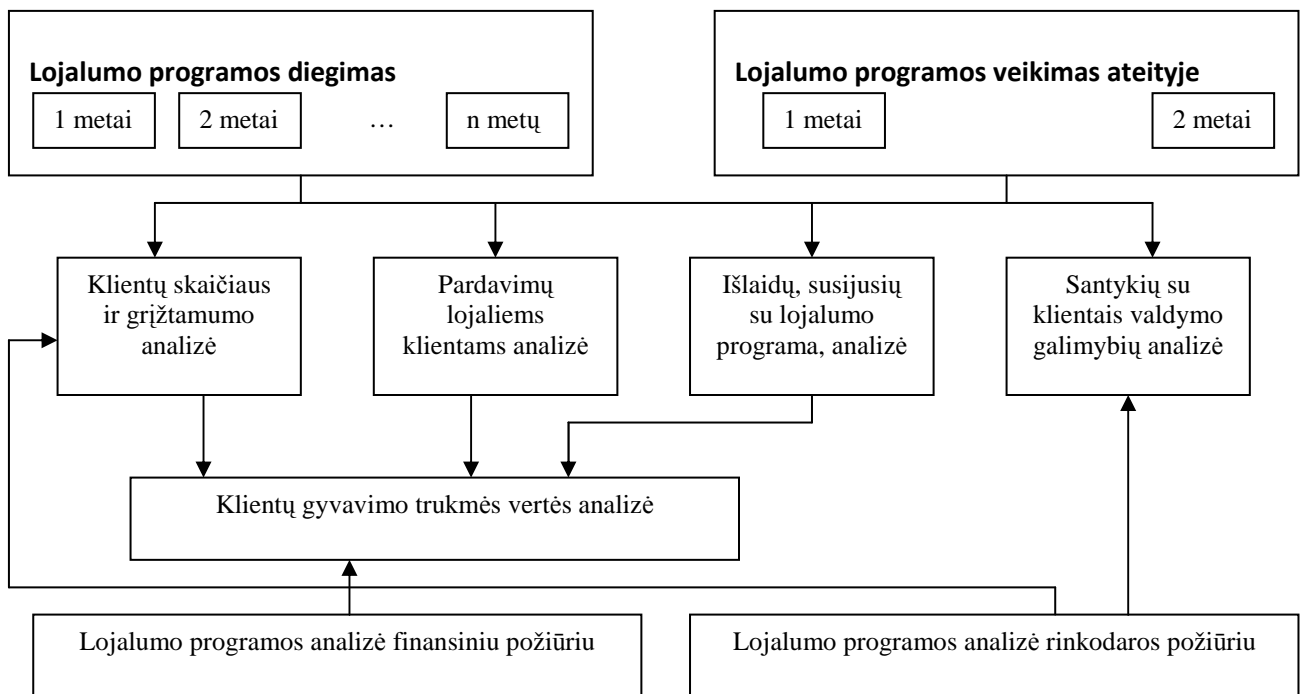 Lojalumo programos diegimas
1 metai
2 metai
…
n metų
Lojalumo programos veikimas ateityje
1 metai
2 metai
Klientų skaičiaus
ir grįžtamumo
analizė
Pardavimų
lojaliems
klientams analizė
Išlaidų, susijusių
su lojalumo
programa, analizė
Santykių su
klientais valdymo
galimybių analizė
Klientų gyvavimo trukmės vertės analizė
Lojalumo programos analizė finansiniu požiūriu
Lojalumo programos analizė rinkodaros požiūriu